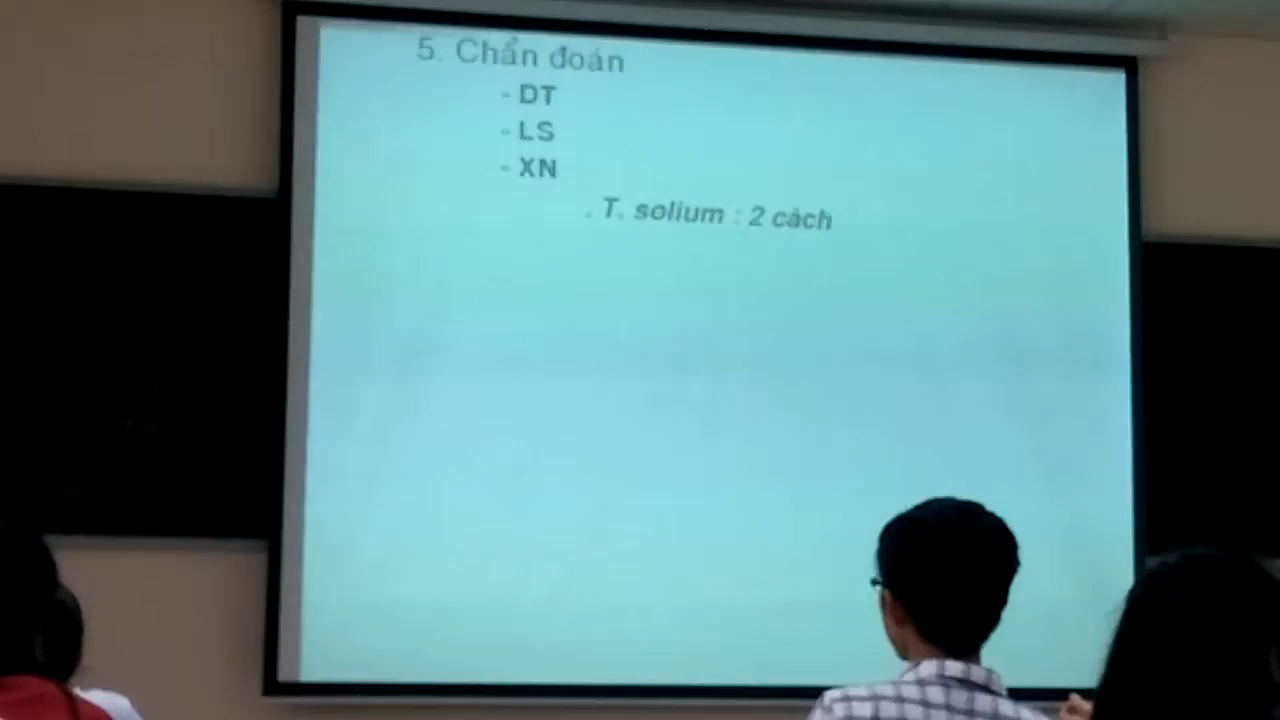 5. Chẩn đoán
- DT
- LS
- XN
. T. solium : 2 cách